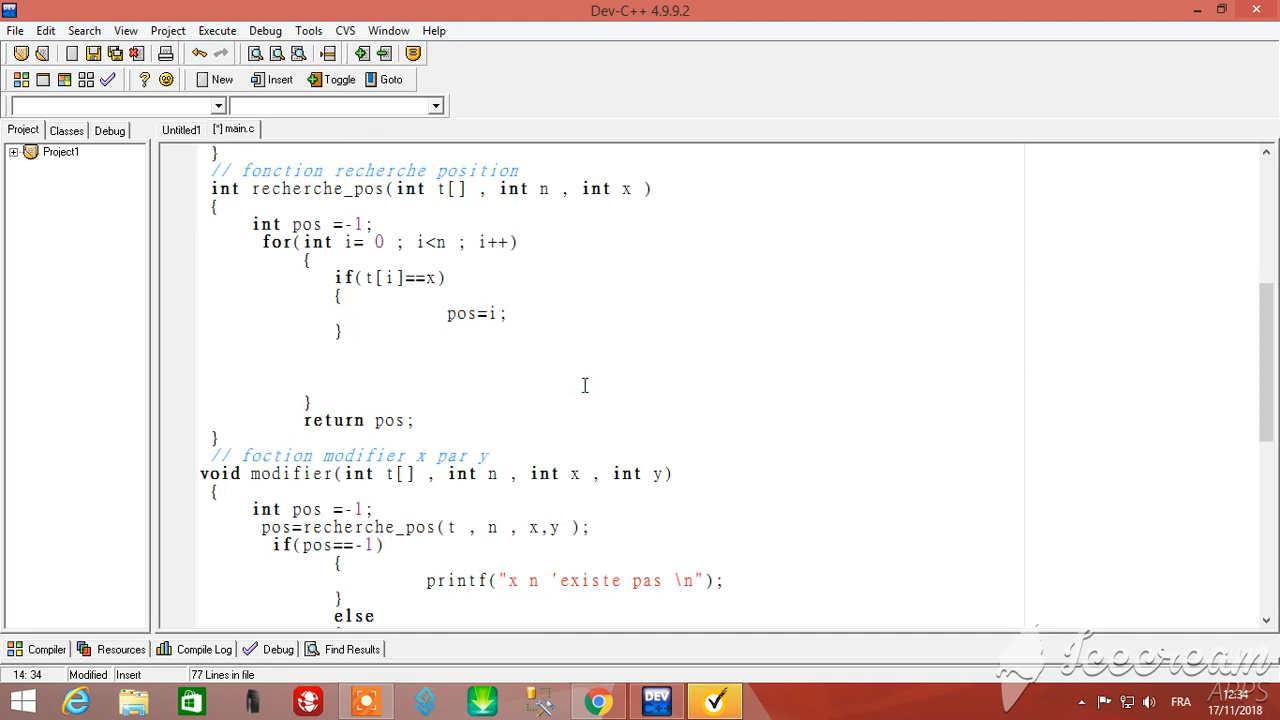 Dev-C++ 4.9.9.2
File Edit Search View Project Execute Debug Tools CVS Window Help
New Insert Toggle Goto
Project Classes Debug Untitled1 [*] main.c
Project1
}
// fonction recherche position
int recherche_pos(int t[] , int n , int x )
{
int pos =-1;
for(int i= 0 ; i<n ; i++)
{
if(t[i]==x)
{
pos=i;
}
}
return pos;
}
// foction modifier x par y
void modifier(int t[] , int n , int x , int y)
{
int pos =-1;
pos=recherche_pos(t , n , x,y );
if(pos==-1)
{
printf("x n 'existe pas \n");
}
else
Compiler Resources Compile Log Debug Find Results
14: 34 Modified Insert 77 Lines in file
Icecream
APPS
DEV
FRA 12:34
17/11/2018